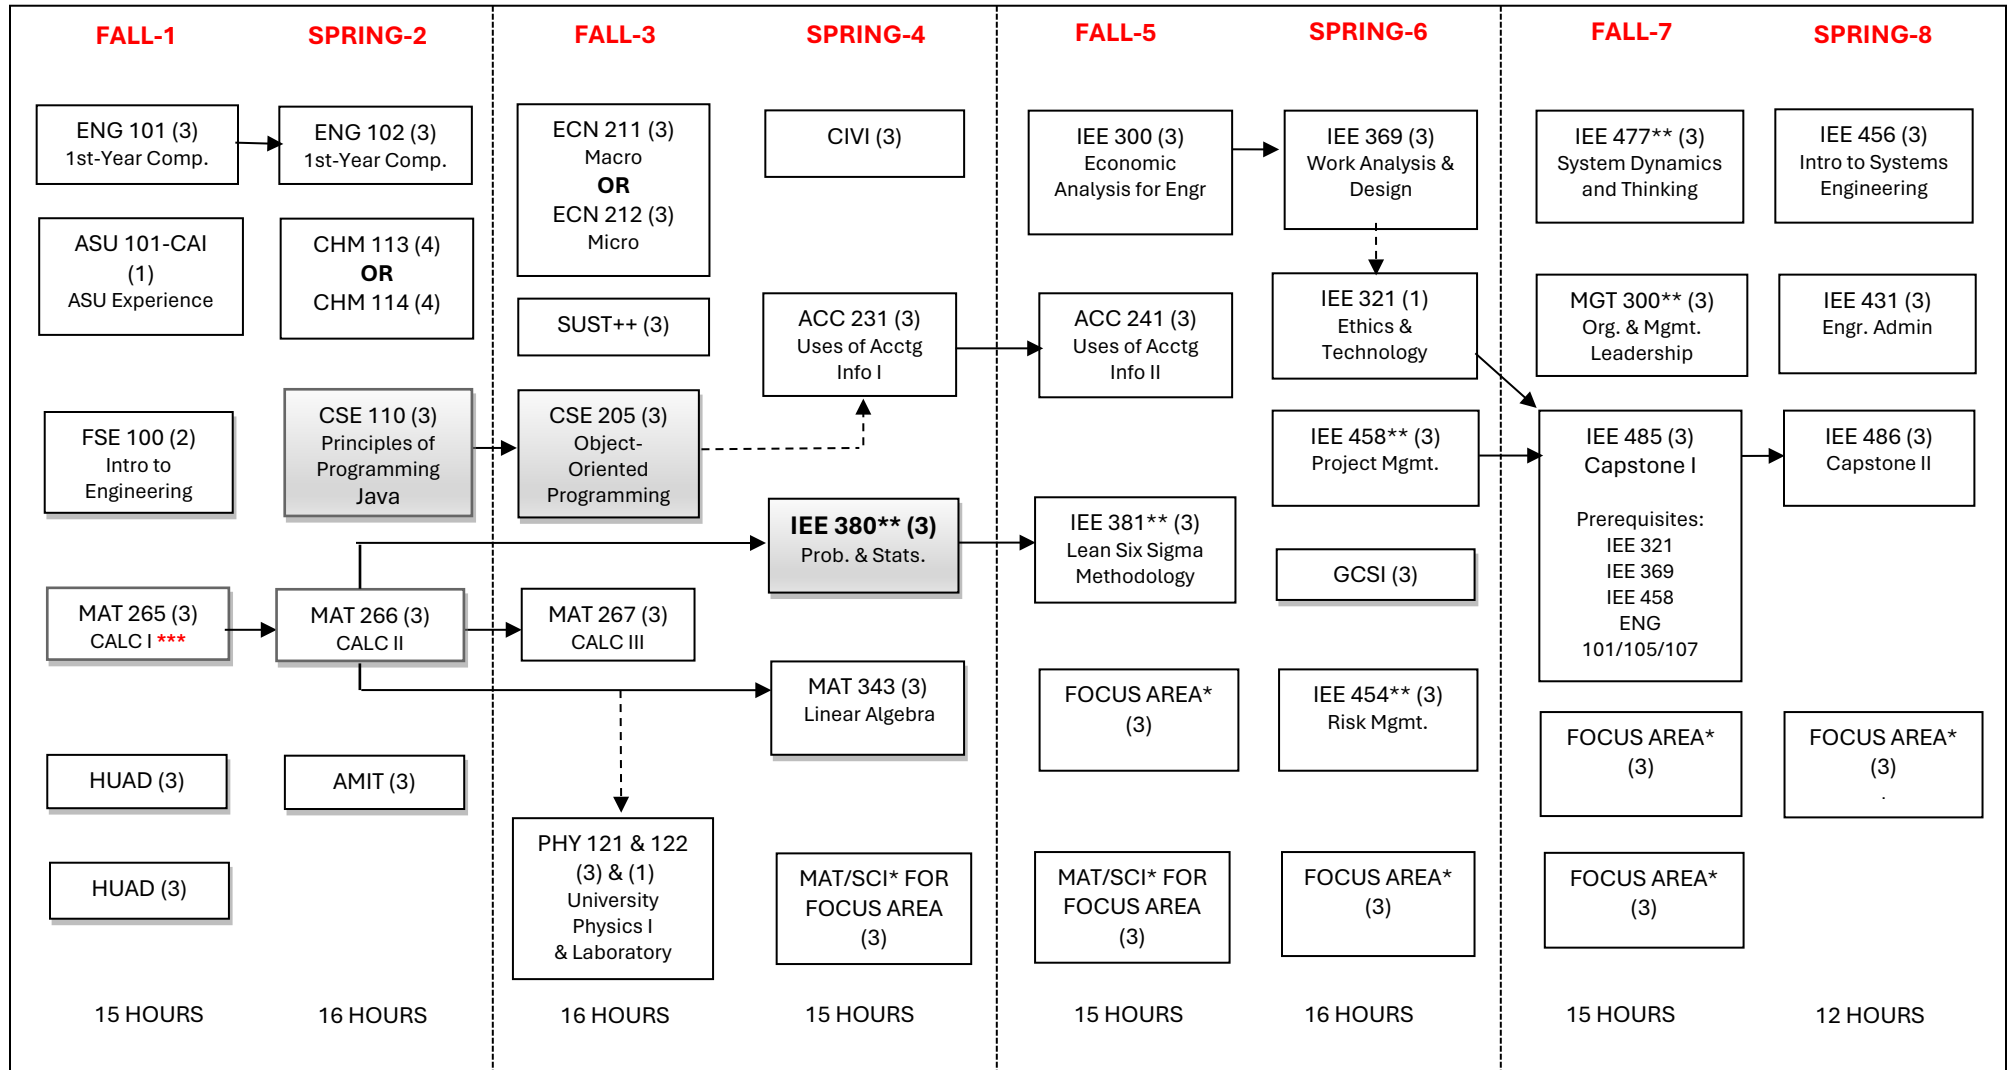 FALL-1
ENG 101 (3)
1st-Year Comp.
ASU 101-CAI
(1)
ASU Experience
FSE 100 (2)
Intro to
Engineering
MAT 265 (3)
CALC I ***
HUAD (3)
HUAD (3)
15 HOURS
SPRING-2
ENG 102 (3)
1st-Year Comp.
CHM 113 (4)
OR
CHM 114 (4)
CSE 110 (3)
Principles of
Programming
Java
MAT 266 (3)
CALC II
AMIT (3)
16 HOURS
FALL-3
ECN 211 (3)
Macro
OR
ECN 212 (3)
Micro
SUST++ (3)
CSE 205 (3)
Object-
Oriented
Programming
MAT 267 (3)
CALC III
PHY 121 & 122
(3) & (1)
University
Physics I
& Laboratory
16 HOURS
SPRING-4
CIVI (3)
ACC 231 (3)
Uses of Acctg
Info I
IEE 380** (3)
Prob. & Stats.
MAT 343 (3)
Linear Algebra
MAT/SCI* FOR
FOCUS AREA
(3)
15 HOURS
FALL-5
IEE 300 (3)
Economic
Analysis for Engr
ACC 241 (3)
Uses of Acctg
Info II
IEE 381** (3)
Lean Six Sigma
Methodology
FOCUS AREA*
(3)
MAT/SCI* FOR
FOCUS AREA
(3)
15 HOURS
SPRING-6
IEE 369 (3)
Work Analysis &
Design
IEE 321 (1)
Ethics &
Technology
IEE 458** (3)
Project Mgmt.
GCSI (3)
IEE 454** (3)
Risk Mgmt.
FOCUS AREA*
(3)
16 HOURS
FALL-7
IEE 477** (3)
System Dynamics
and Thinking
MGT 300** (3)
Org. & Mgmt.
Leadership
IEE 485 (3)
Capstone I
Prerequisites:
IEE 321
IEE 369
IEE 458
ENG
101/105/107
FOCUS AREA*
(3)
FOCUS AREA*
(3)
15 HOURS
SPRING-8
IEE 456 (3)
Intro to Systems
Engineering
IEE 431 (3)
Engr. Admin
IEE 486 (3)
Capstone II
FOCUS AREA*
(3)
.
12 HOURS